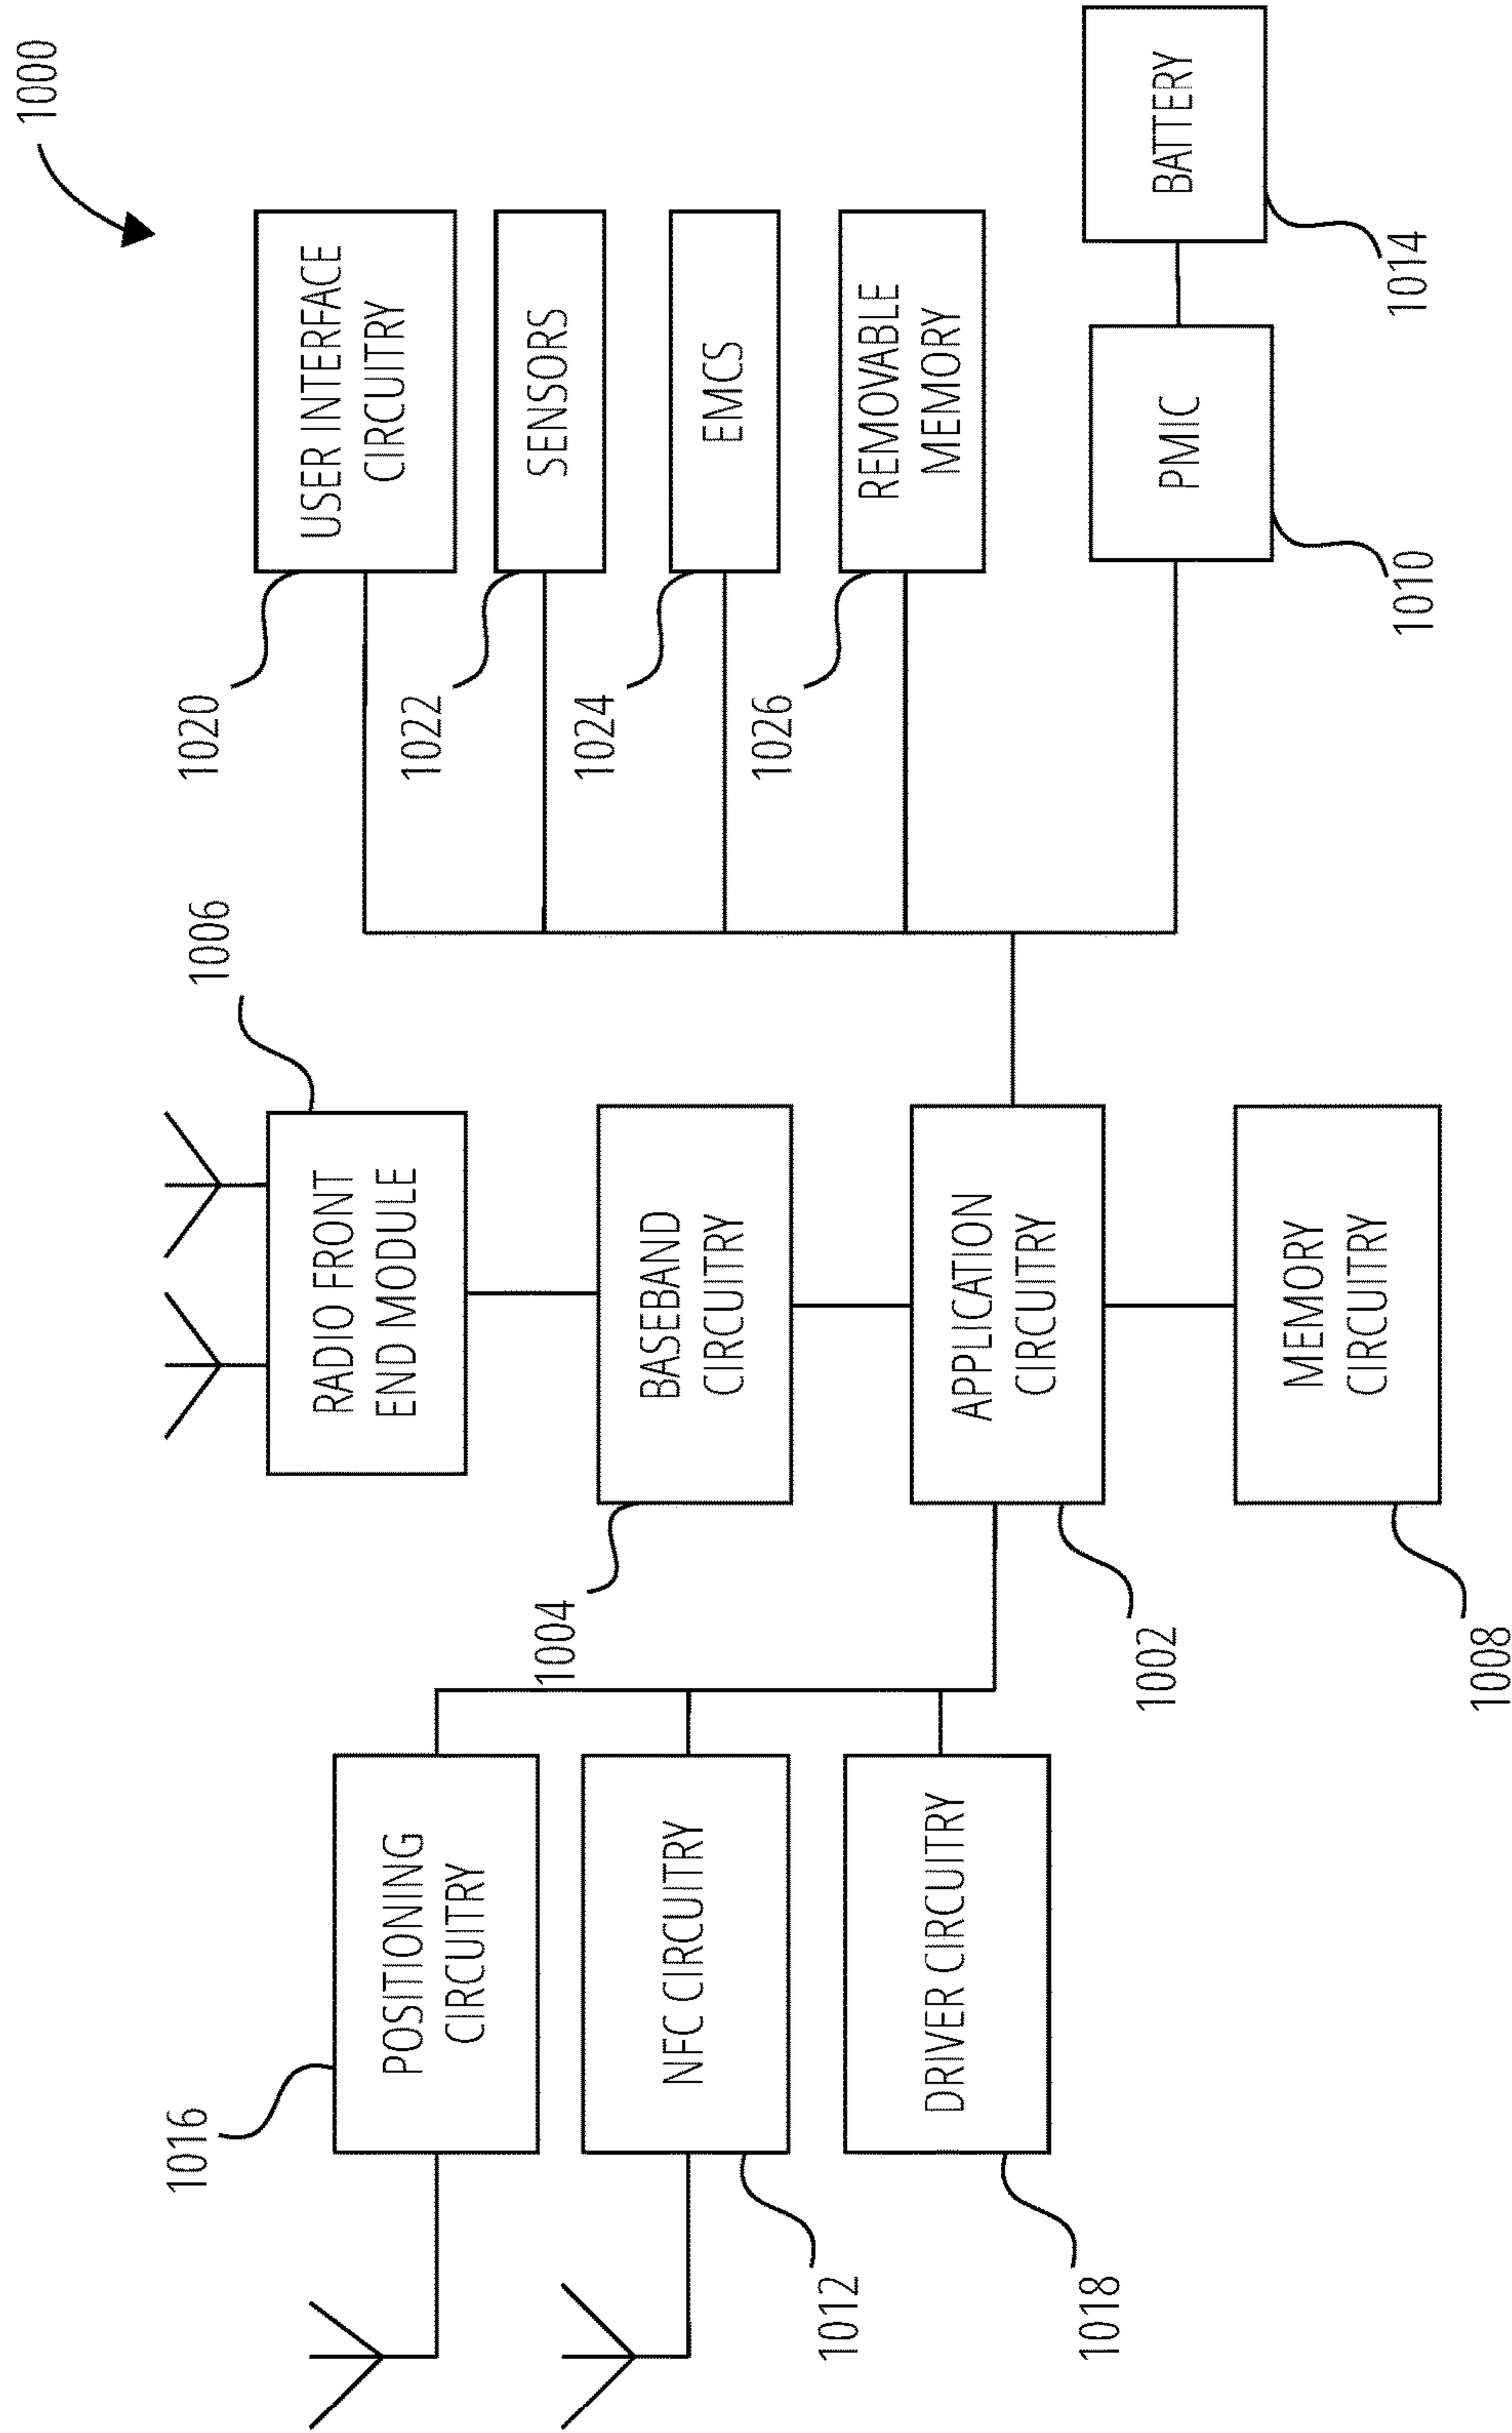 1000
1006
RADIO FRONT
END MODULE
USER INTERFACE
CIRCUITRY
1020
1016
POSITIONING
CIRCUITRY
SENSORS
1022
1004
BASEBAND
CIRCUITRY
NFC CIRCUITRY
1012
EMCS
1024
1026
REMOVABLE
MEMORY
APPLICATION
CIRCUITRY
1002
DRIVER CIRCUITRY
1018
PMIC
1010
BATTERY
1014
MEMORY
CIRCUITRY
1008